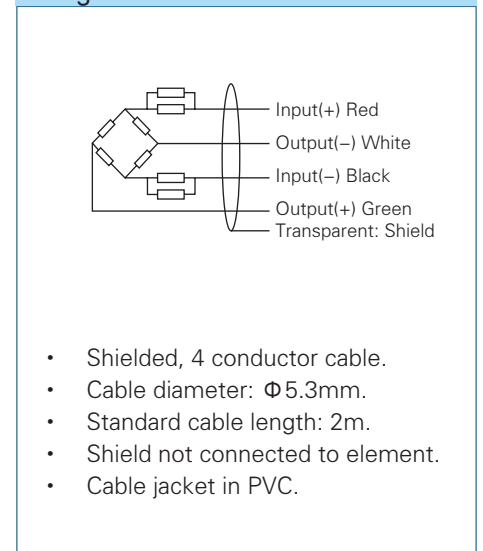 Input(+) Red
Output(−) White
Input(−) Black
Output(+) Green
Transparent: Shield
• Shielded, 4 conductor cable.
• Cable diameter: Φ5.3mm.
• Standard cable length: 2m.
• Shield not connected to element.
• Cable jacket in PVC.